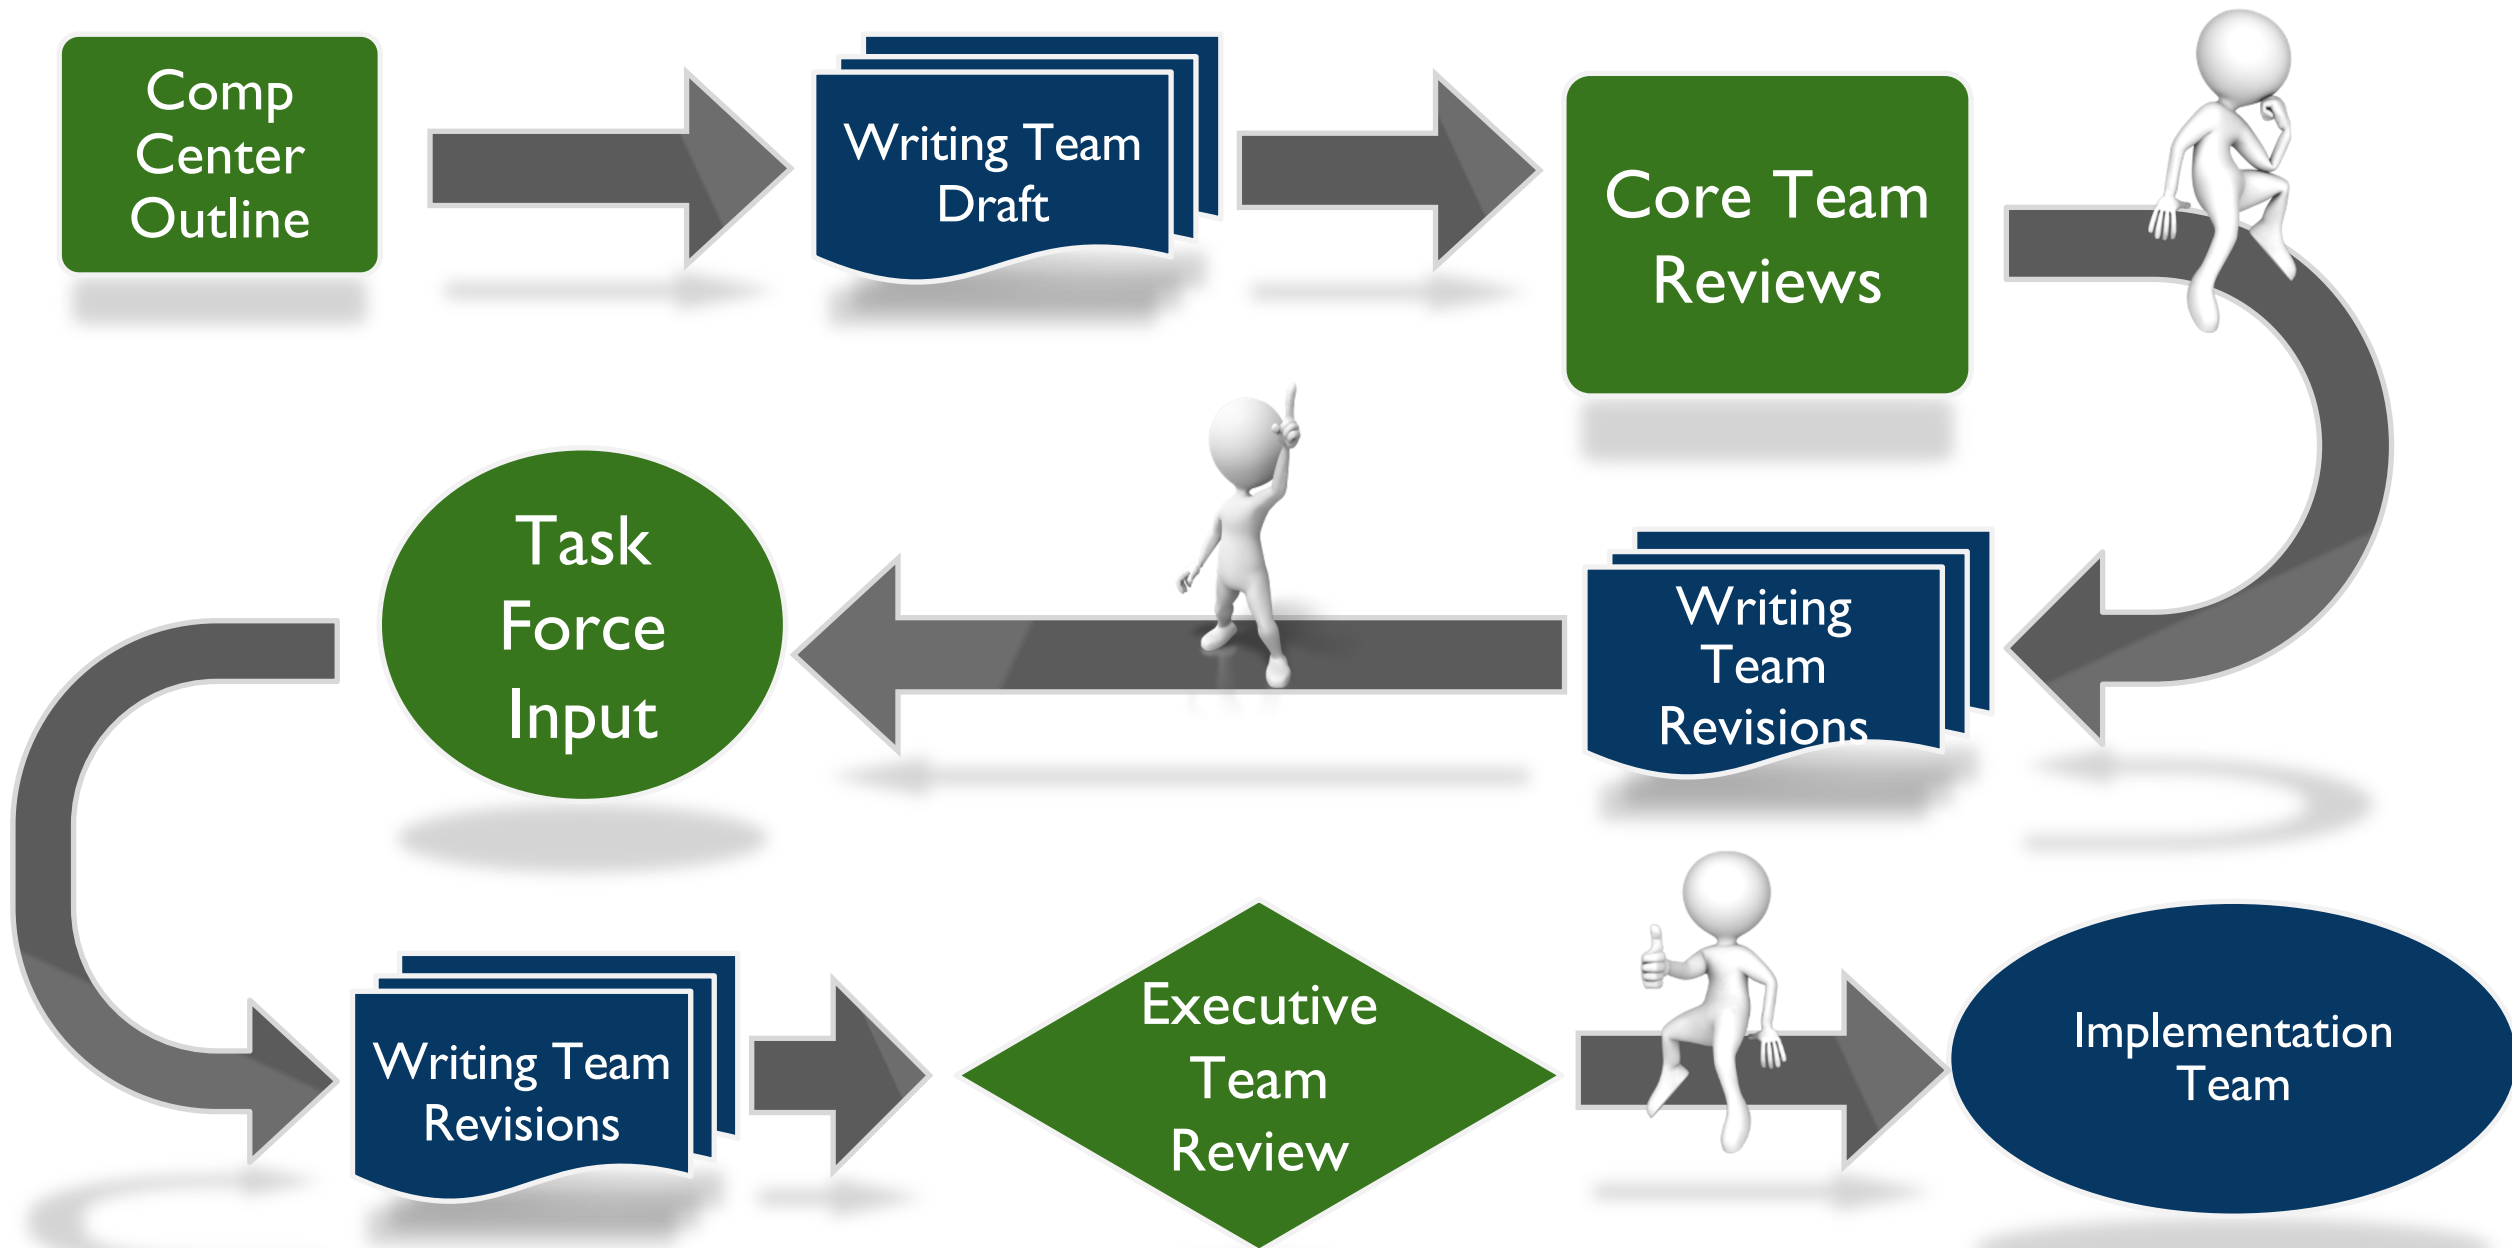 Comp
Center
Outline
Writing Team
Draft
Core Team
Reviews
Writing
Team
Revisions
Task
Force
Input
Writing Team
Revisions
Executive
Team
Review
Implementation
Team